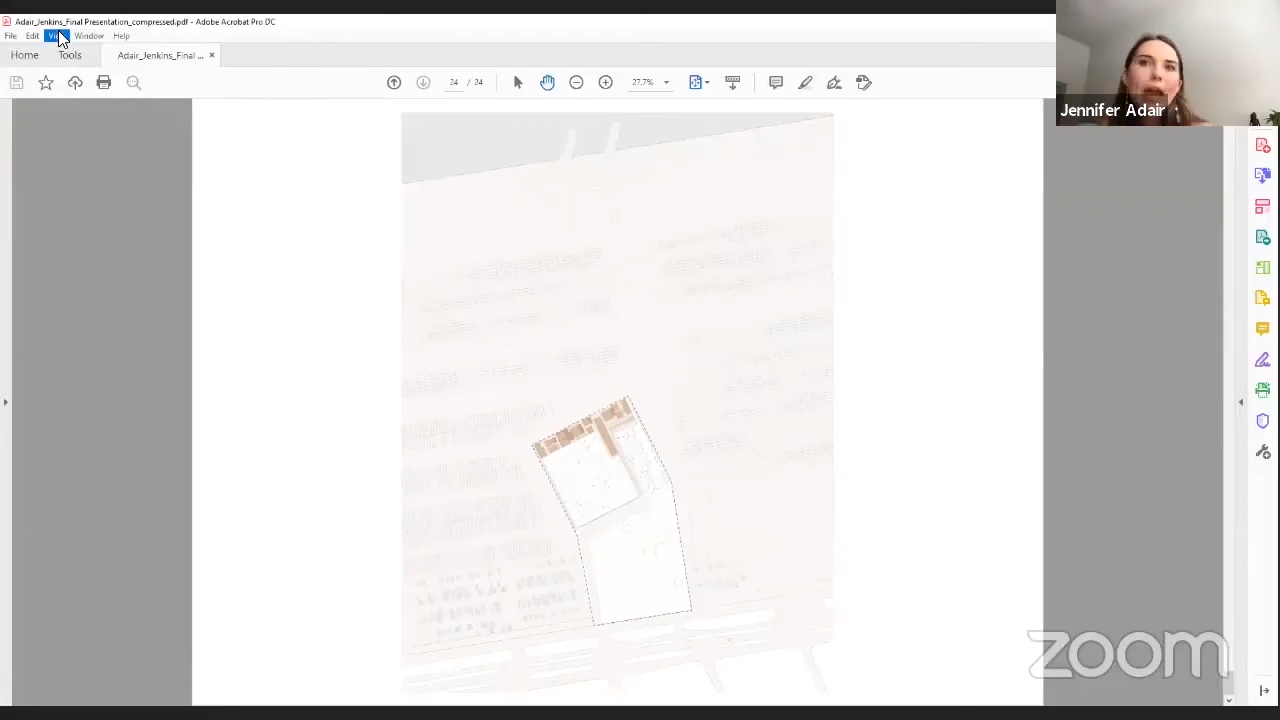 Adair_Jenkins_Final Presentation_compressed.pdf - Adobe Acrobat Pro DC
File Edit View Window Help
Home Tools Adair_Jenkins_Final ... ×
24 / 24 27.7%
Jennifer Adair
zoom